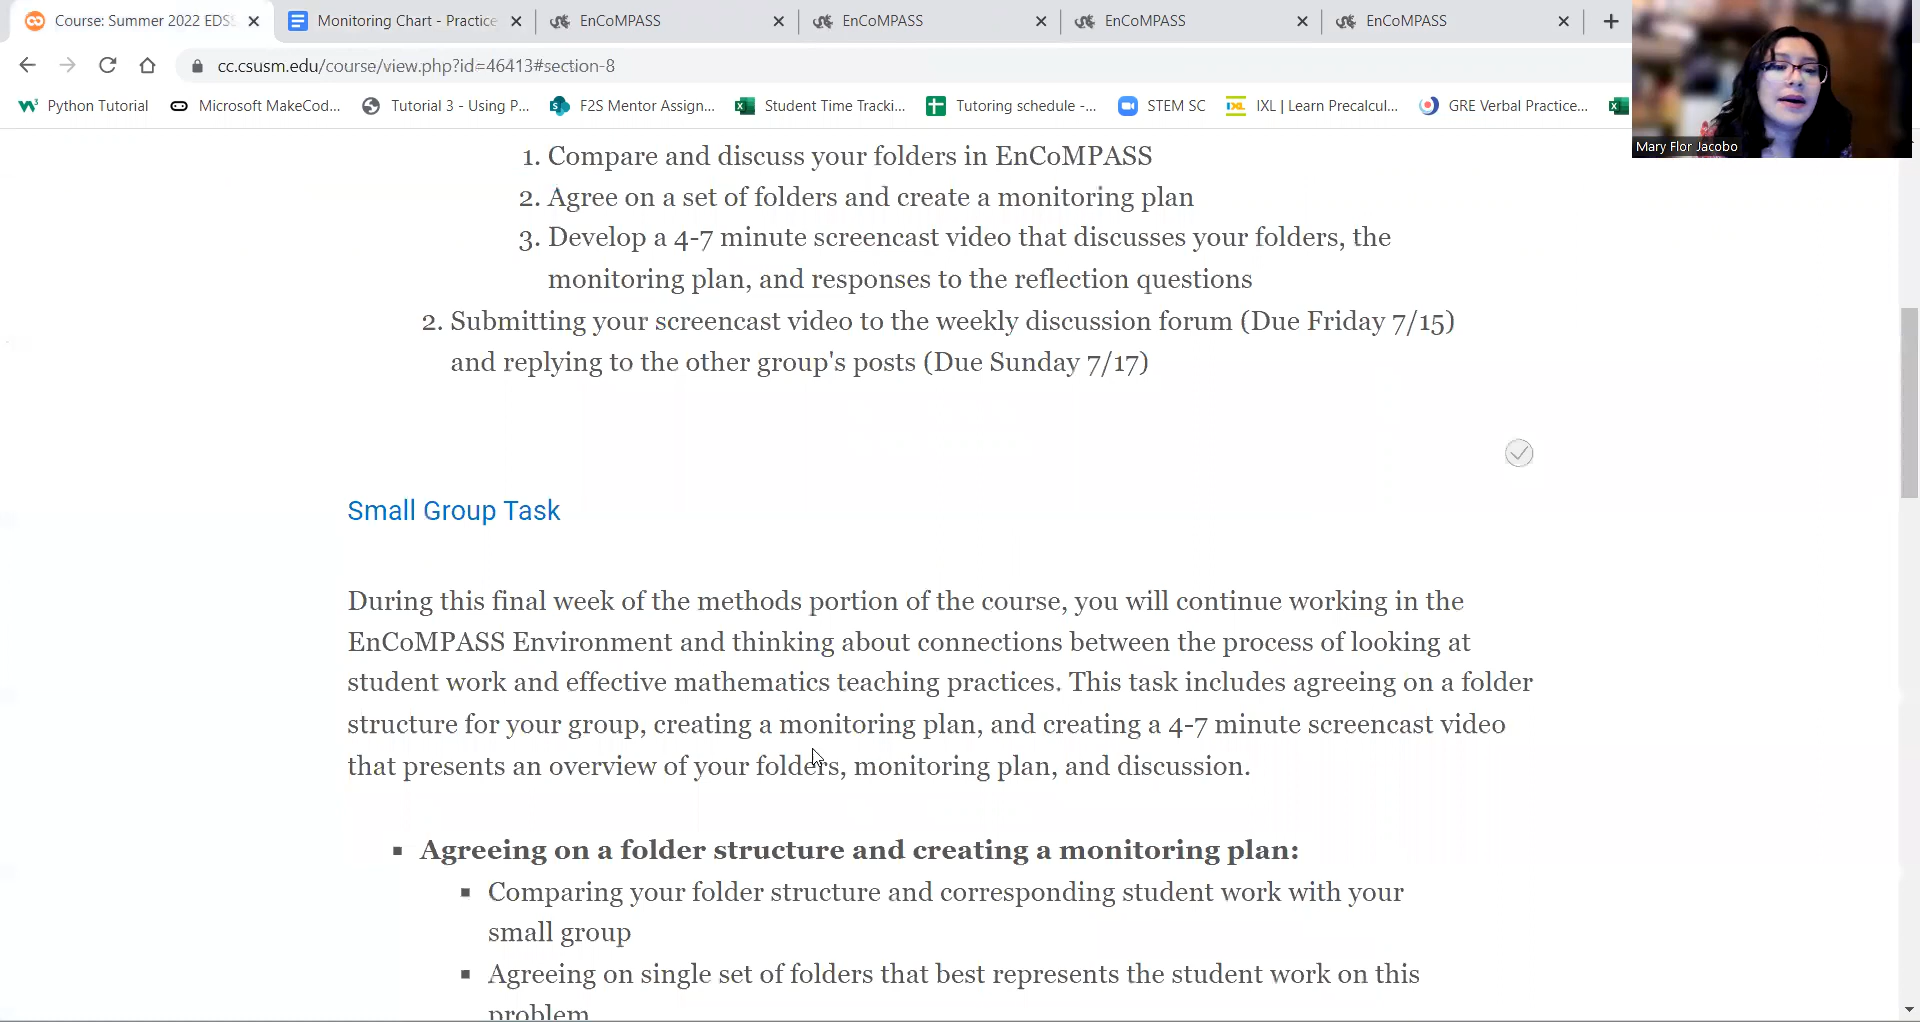 Course: Summer 2022 EDS
Monitoring Chart - Practice
EnCoMPASS
EnCoMPASS
EnCoMPASS
EnCoMPASS
cc.csusm.edu/course/view.php?id=46413#section-8
Python Tutorial
Microsoft MakeCod...
Tutorial 3 - Using P...
F2S Mentor Assign...
Student Time Tracki...
Tutoring schedule -...
STEM SC
IXL | Learn Precalcul...
GRE Verbal Practice...
Mary Flor Jacobo
1. Compare and discuss your folders in EnCoMPASS
2. Agree on a set of folders and create a monitoring plan
3. Develop a 4-7 minute screencast video that discusses your folders, the
monitoring plan, and responses to the reflection questions
2. Submitting your screencast video to the weekly discussion forum (Due Friday 7/15)
and replying to the other group's posts (Due Sunday 7/17)
Small Group Task
During this final week of the methods portion of the course, you will continue working in the
EnCoMPASS Environment and thinking about connections between the process of looking at
student work and effective mathematics teaching practices. This task includes agreeing on a folder
structure for your group, creating a monitoring plan, and creating a 4-7 minute screencast video
that presents an overview of your folders, monitoring plan, and discussion.
▪ Agreeing on a folder structure and creating a monitoring plan:
▪ Comparing your folder structure and corresponding student work with your
small group
▪ Agreeing on single set of folders that best represents the student work on this
problem